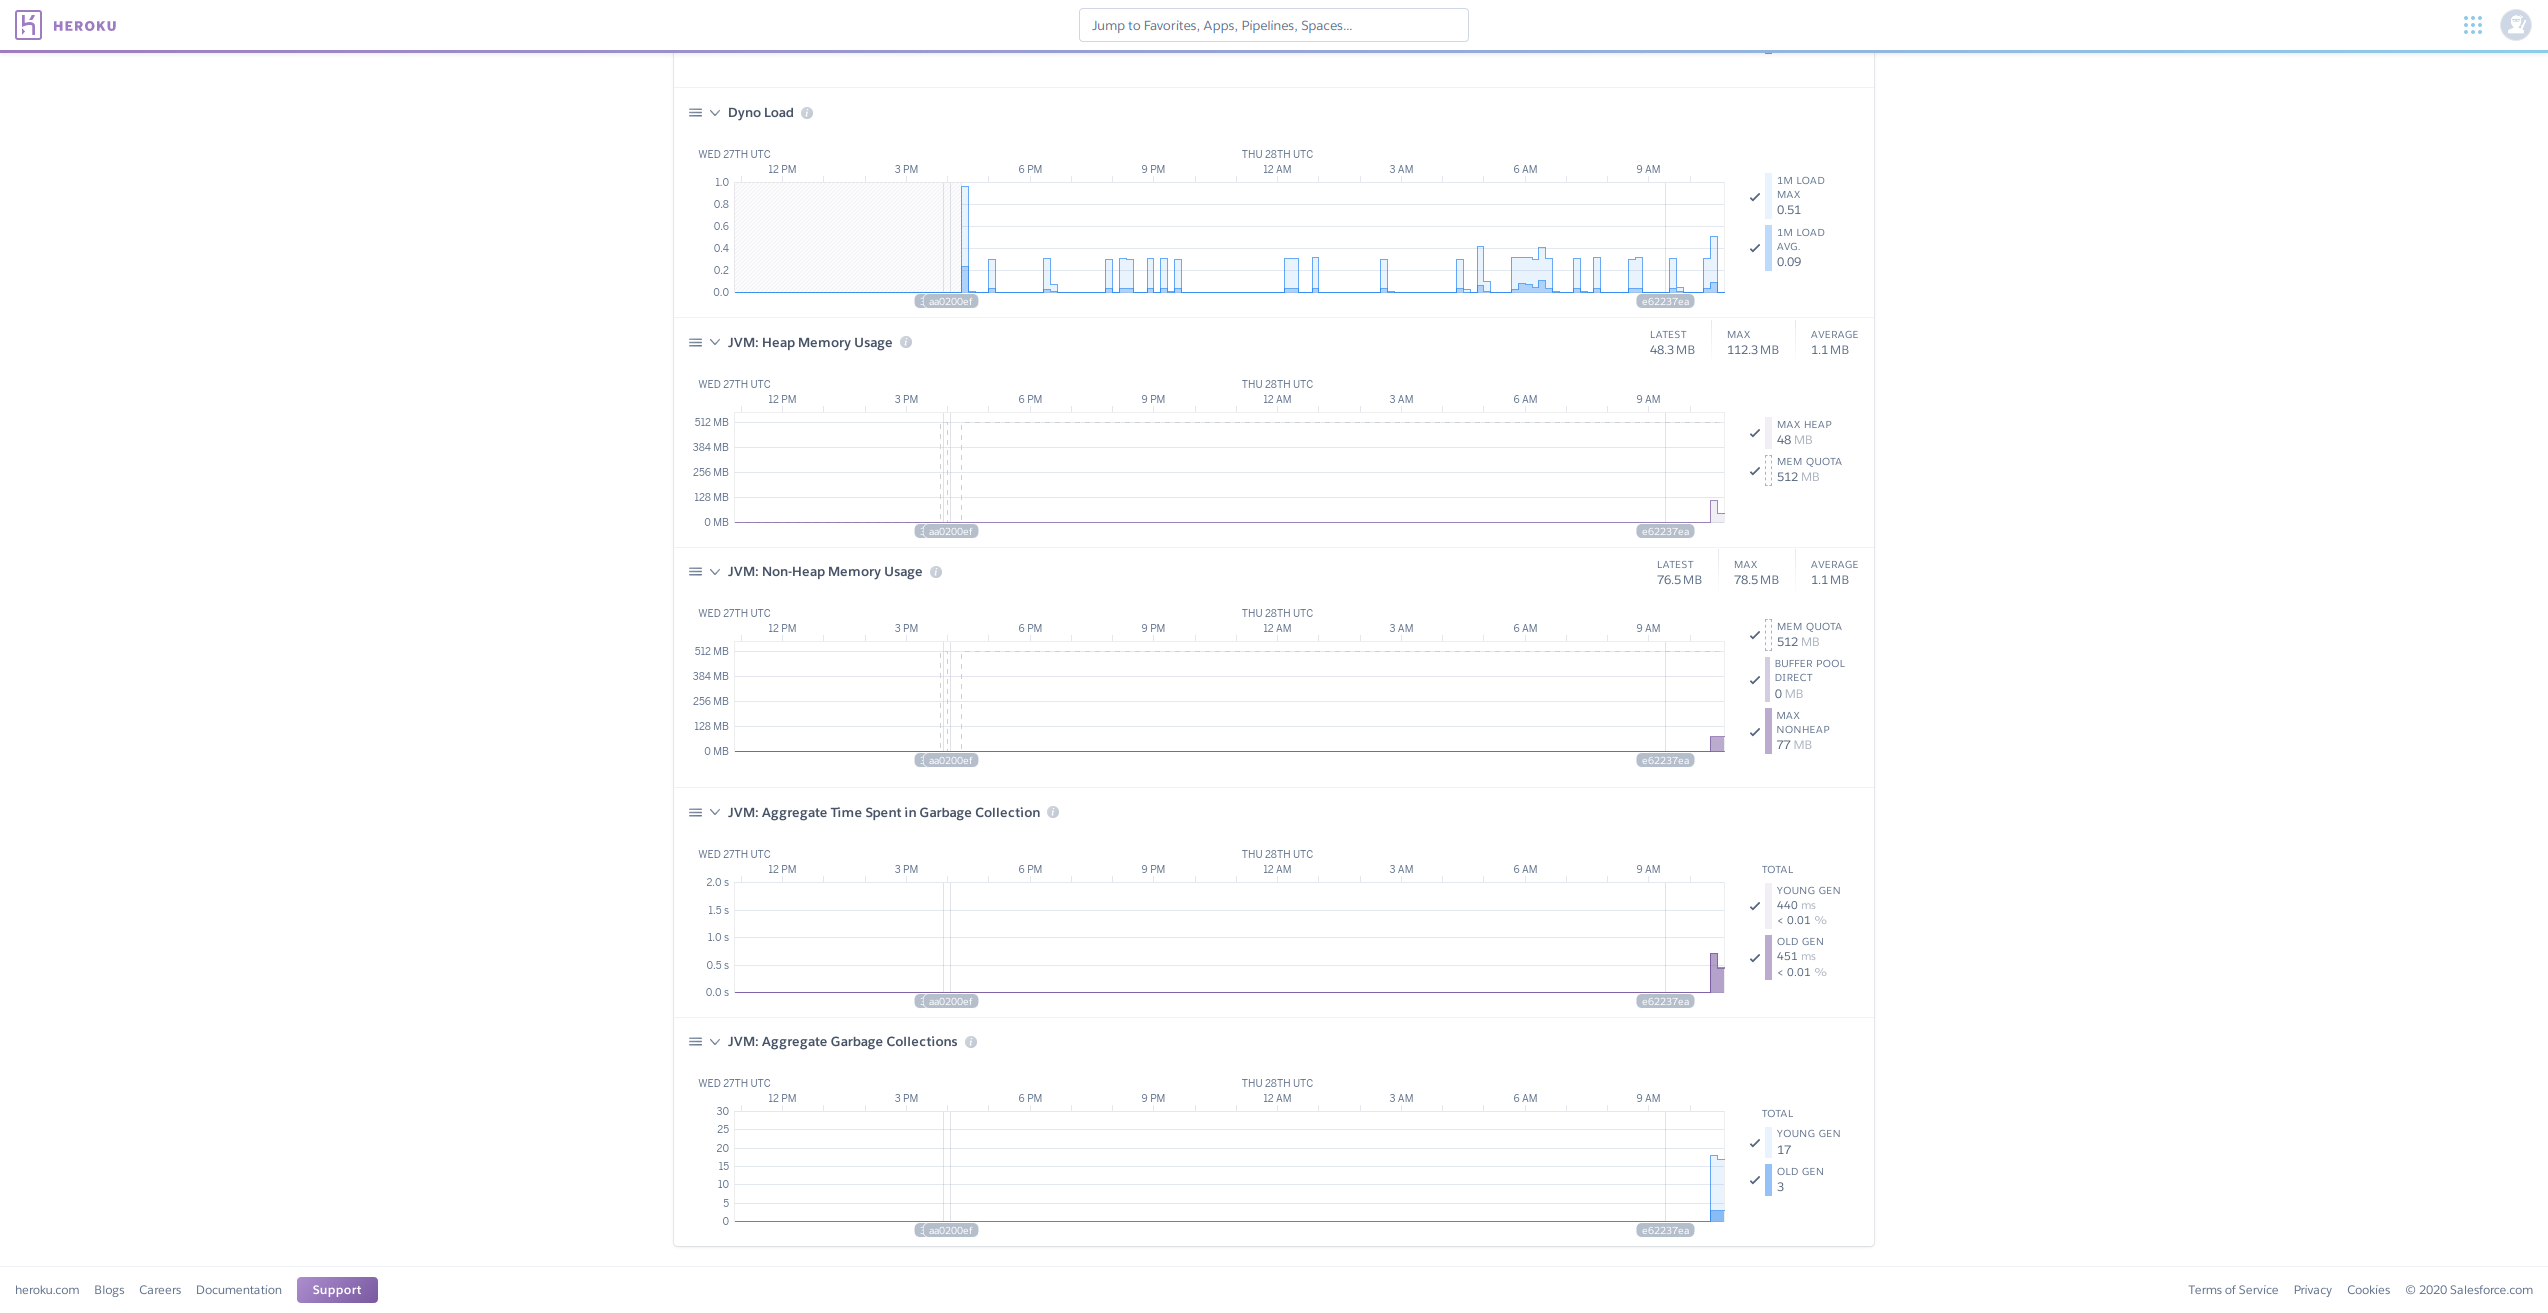 HEROKU
Jump to Favorites, Apps, Pipelines, Spaces...
Dyno Load
WED 27TH UTC THU 28TH UTC
12 PM 3 PM 6 PM 9 PM 12 AM 3 AM 6 AM 9 AM
1.0
0.8
0.6
0.4
0.2
0.0
aa0200ef e62237ea
1M LOAD
MAX
0.51
1M LOAD
AVG.
0.09
JVM: Heap Memory Usage
LATEST MAX AVERAGE
48.3 MB 112.3 MB 1.1 MB
WED 27TH UTC THU 28TH UTC
12 PM 3 PM 6 PM 9 PM 12 AM 3 AM 6 AM 9 AM
512 MB
384 MB
256 MB
128 MB
0 MB
aa0200ef e62237ea
MAX HEAP
48 MB
MEM QUOTA
512 MB
JVM: Non-Heap Memory Usage
LATEST MAX AVERAGE
76.5 MB 78.5 MB 1.1 MB
WED 27TH UTC THU 28TH UTC
12 PM 3 PM 6 PM 9 PM 12 AM 3 AM 6 AM 9 AM
512 MB
384 MB
256 MB
128 MB
0 MB
aa0200ef e62237ea
MEM QUOTA
512 MB
BUFFER POOL
DIRECT
0 MB
MAX
NONHEAP
77 MB
JVM: Aggregate Time Spent in Garbage Collection
WED 27TH UTC THU 28TH UTC
12 PM 3 PM 6 PM 9 PM 12 AM 3 AM 6 AM 9 AM
2.0 s
1.5 s
1.0 s
0.5 s
0.0 s
aa0200ef e62237ea
TOTAL
YOUNG GEN
440 ms
< 0.01 %
OLD GEN
451 ms
< 0.01 %
JVM: Aggregate Garbage Collections
WED 27TH UTC THU 28TH UTC
12 PM 3 PM 6 PM 9 PM 12 AM 3 AM 6 AM 9 AM
30
25
20
15
10
5
0
aa0200ef e62237ea
TOTAL
YOUNG GEN
17
OLD GEN
3
heroku.com Blogs Careers Documentation Support
Terms of Service Privacy Cookies © 2020 Salesforce.com